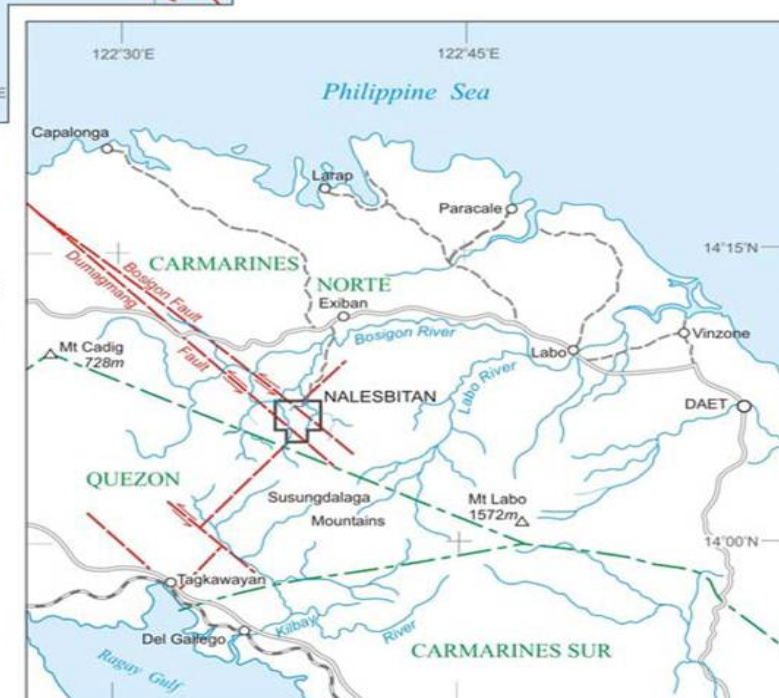 122°30'E
122°45'E
Philippine Sea
Capalonga
Larap
Paracale
14°15'N
CARMARINES
NORTE
Bosigon Fault
Dumagmang
Fault
Exiban
Bosigon River
Vinzone
Labo
Mt Cadig
728m
Labo River
NALESBITAN
DAET
QUEZON
Susungdalaga
Mountains
Mt Labo
1572m
14°00'N
Tagkawayan
Kilbay
River
Del Gallego
CARMARINES SUR
Ragay Gulf